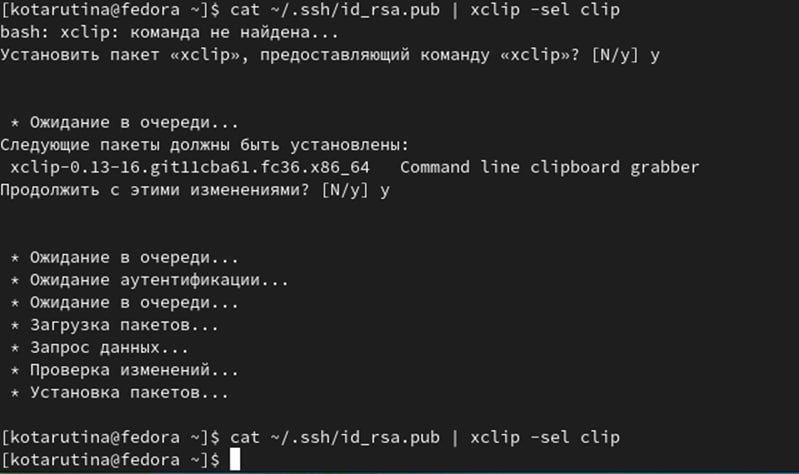 [kotarutina@fedora ~]$ cat ~/.ssh/id_rsa.pub | xclip -sel clip
bash: xclip: команда не найдена...
Установить пакет «xclip», предоставляющий команду «xclip»? [N/y] y
* Ожидание в очереди...
Следующие пакеты должны быть установлены:
xclip-0.13-16.git11cba61.fc36.x86_64   Command line clipboard grabber
Продолжить с этими изменениями? [N/y] y
* Ожидание в очереди...
* Ожидание аутентификации...
* Ожидание в очереди...
* Загрузка пакетов...
* Запрос данных...
* Проверка изменений...
* Установка пакетов...
[kotarutina@fedora ~]$ cat ~/.ssh/id_rsa.pub | xclip -sel clip
[kotarutina@fedora ~]$